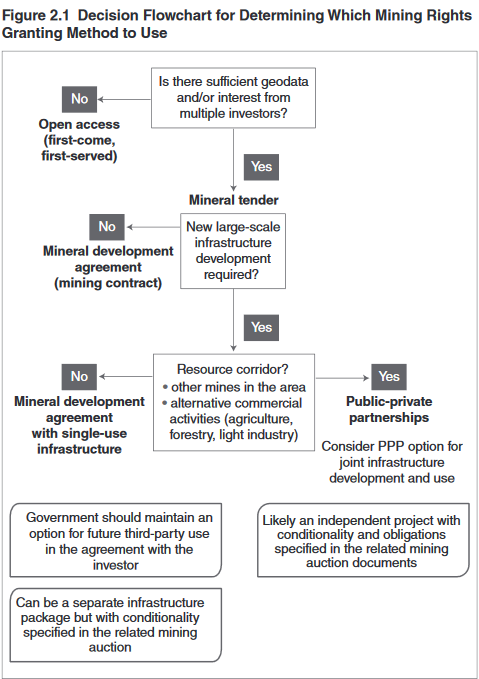 Figure 2.1 Decision Flowchart for Determining Which Mining Rights
Granting Method to Use
Is there sufficient geodata
and/or interest from
multiple investors?
No
Open access
(first-come,
first-served)
Yes
Mineral tender
New large-scale
infrastructure
development
required?
No
Mineral development
agreement
(mining contract)
Yes
Resource corridor?
• other mines in the area
• alternative commercial
activities (agriculture,
forestry, light industry)
No
Mineral development
agreement
with single-use
infrastructure
Yes
Public-private
partnerships
Consider PPP option for
joint infrastructure
development and use
Government should maintain an
option for future third-party use
in the agreement with the
investor
Likely an independent project with
conditionality and obligations
specified in the related mining
auction documents
Can be a separate infrastructure
package but with conditionality
specified in the related mining
auction